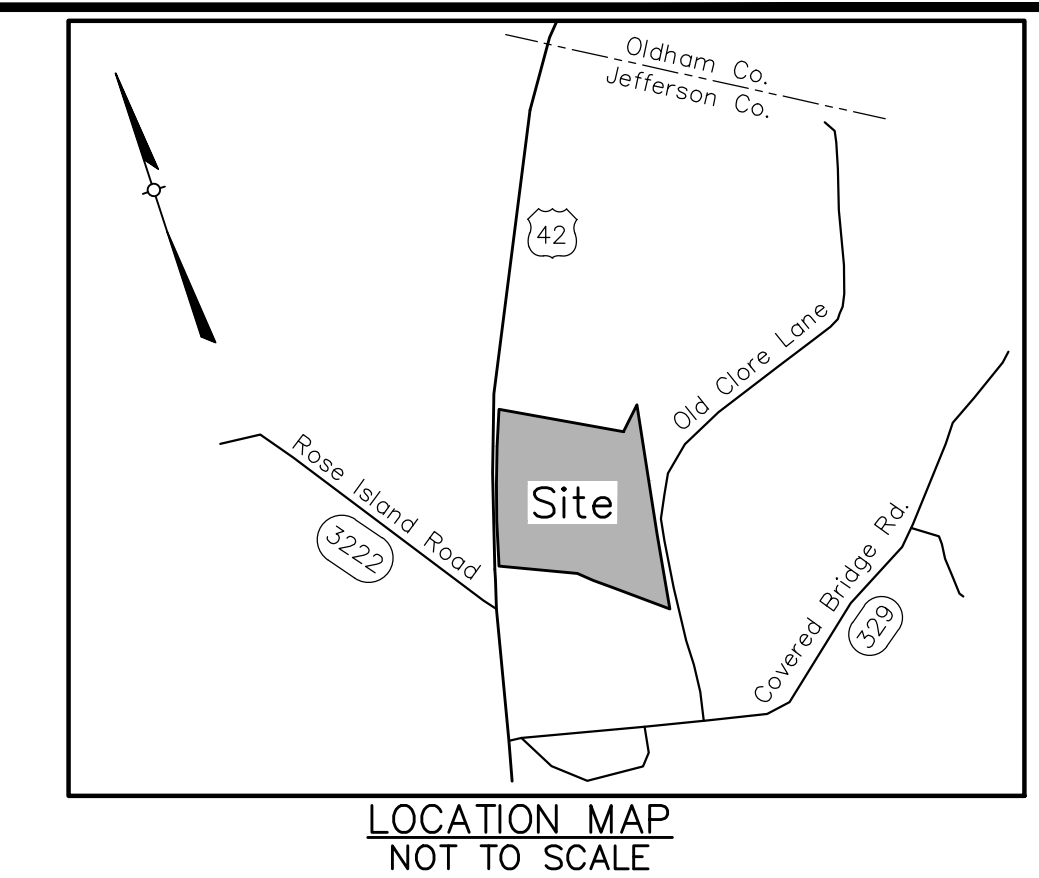 Oldham Co.
Jefferson Co.
42
Old Clore Lane
Rose Island Road
3222
Site
Covered Bridge Rd.
329
LOCATION MAP
NOT TO SCALE